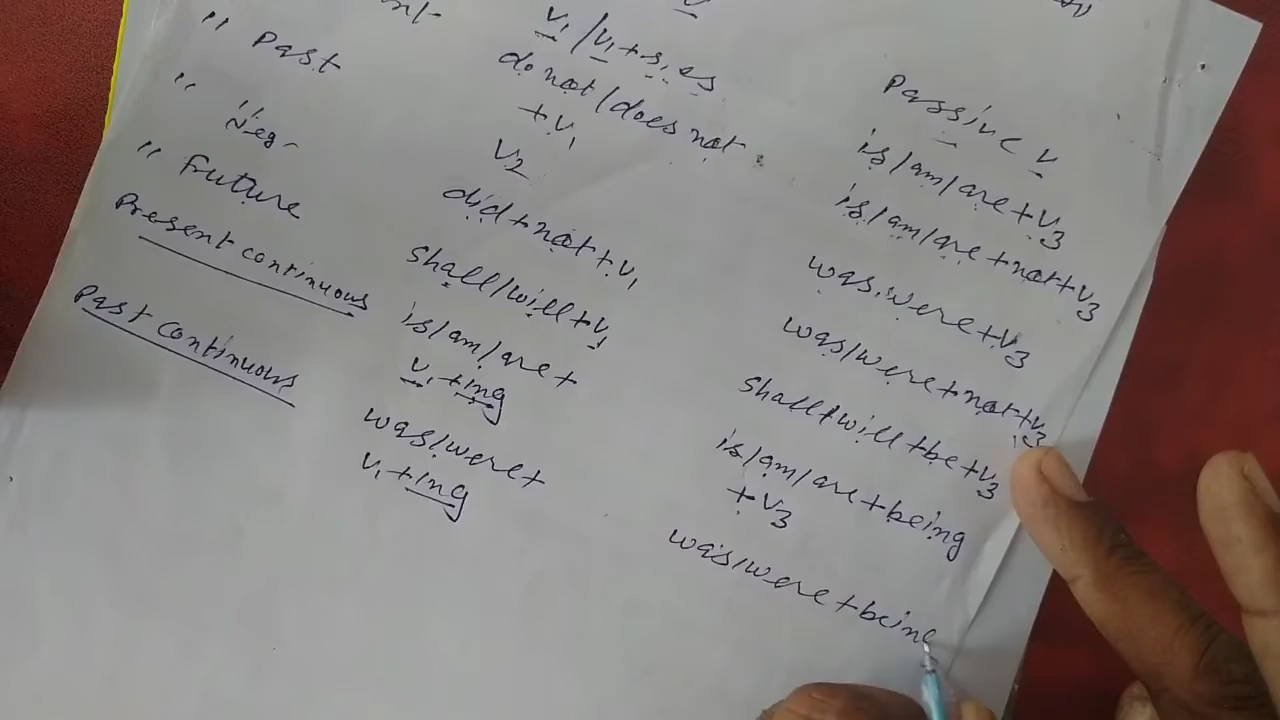 V1/V1+s, es
Passive V
" Past
do not/does not
+ V1
is/am/are+V3
" Neg-
V2
is/am/are+not+V3
" Future
did+not+V1
was, were+V3
Present continuous
shall/will+V1
was/were+not+V3
Past continuous
is/am/are+
V1+ing
shall+will+be+V3
was/were+
V1+ing
is/am/are+being
+V3
was/were+being